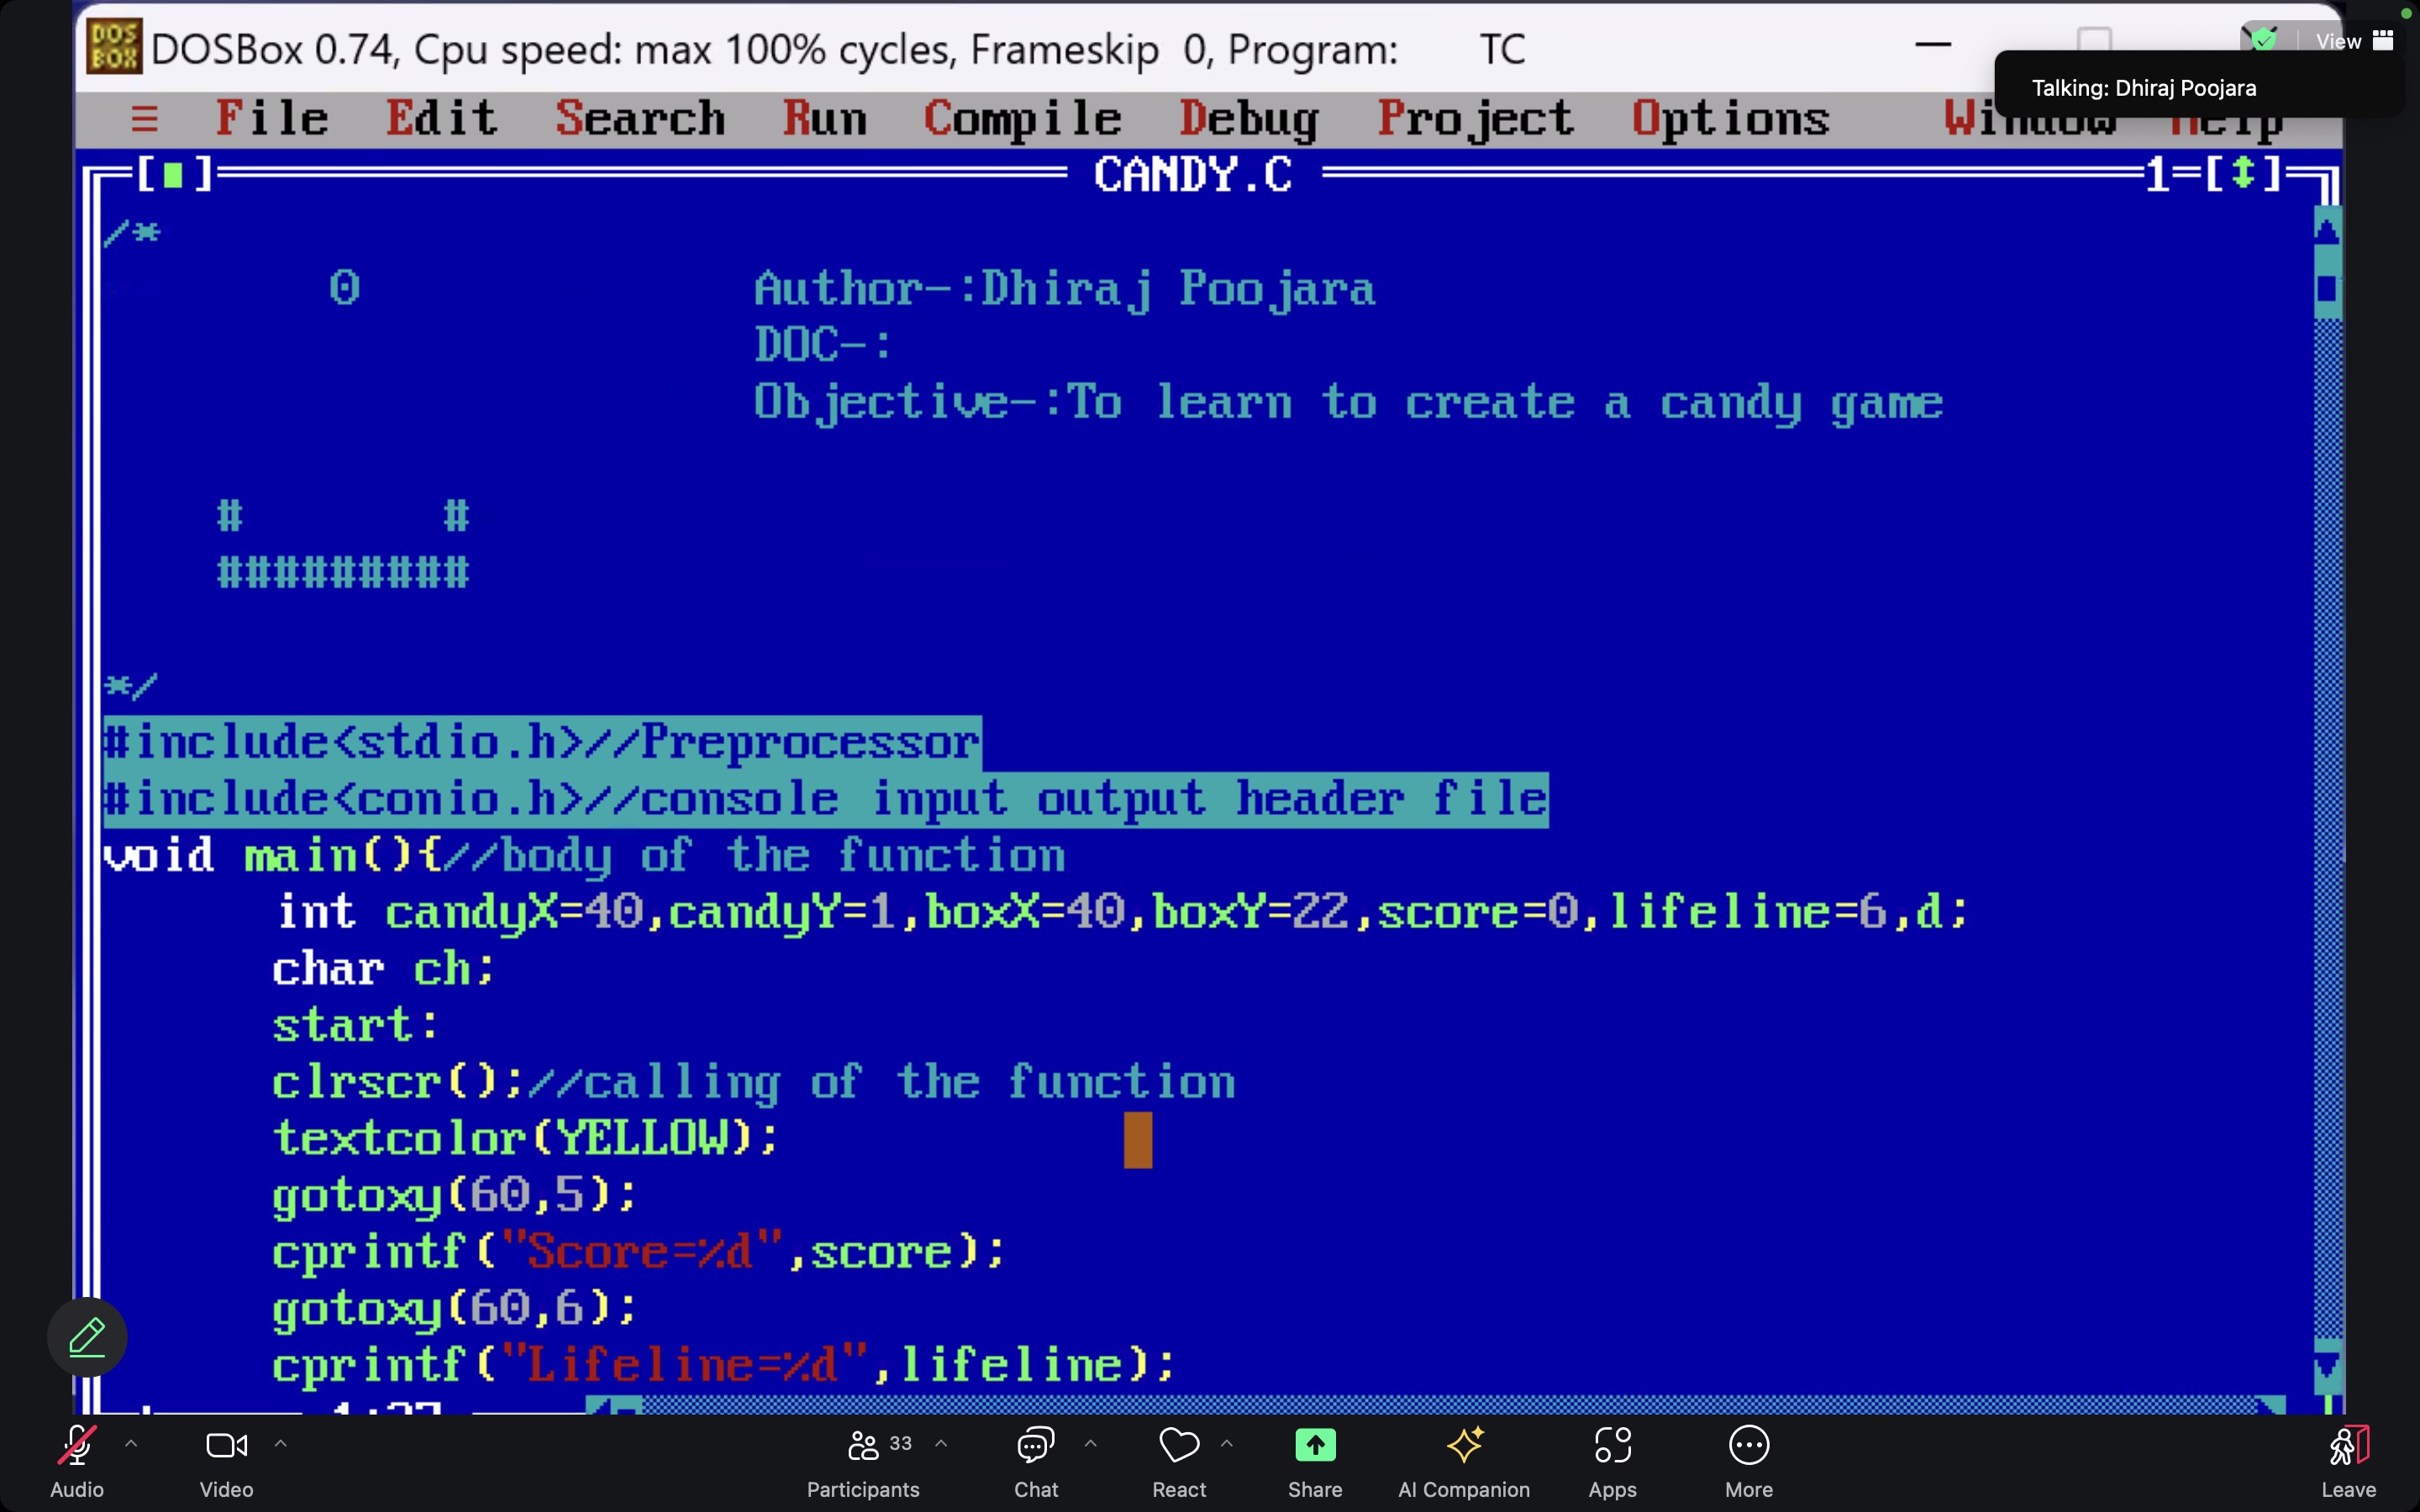 DOSBox 0.74, Cpu speed: max 100% cycles, Frameskip 0, Program: TC
View
Talking: Dhiraj Poojara
≡ File Edit Search Run Compile Debug Project Options Window Help
[■] CANDY.C 1=[↕]
/*
0 Author-:Dhiraj Poojara
DOC-:
Objective-:To learn to create a candy game
# #
#########
*/
#include<stdio.h>//Preprocessor
#include<conio.h>//console input output header file
void main(){//body of the function
int candyX=40,candyY=1,boxX=40,boxY=22,score=0,lifeline=6,d;
char ch;
start:
clrscr();//calling of the function
textcolor(YELLOW);
gotoxy(60,5);
cprintf("Score=%d",score);
gotoxy(60,6);
cprintf("Lifeline=%d",lifeline);
33
Audio Video Participants Chat React Share AI Companion Apps More Leave